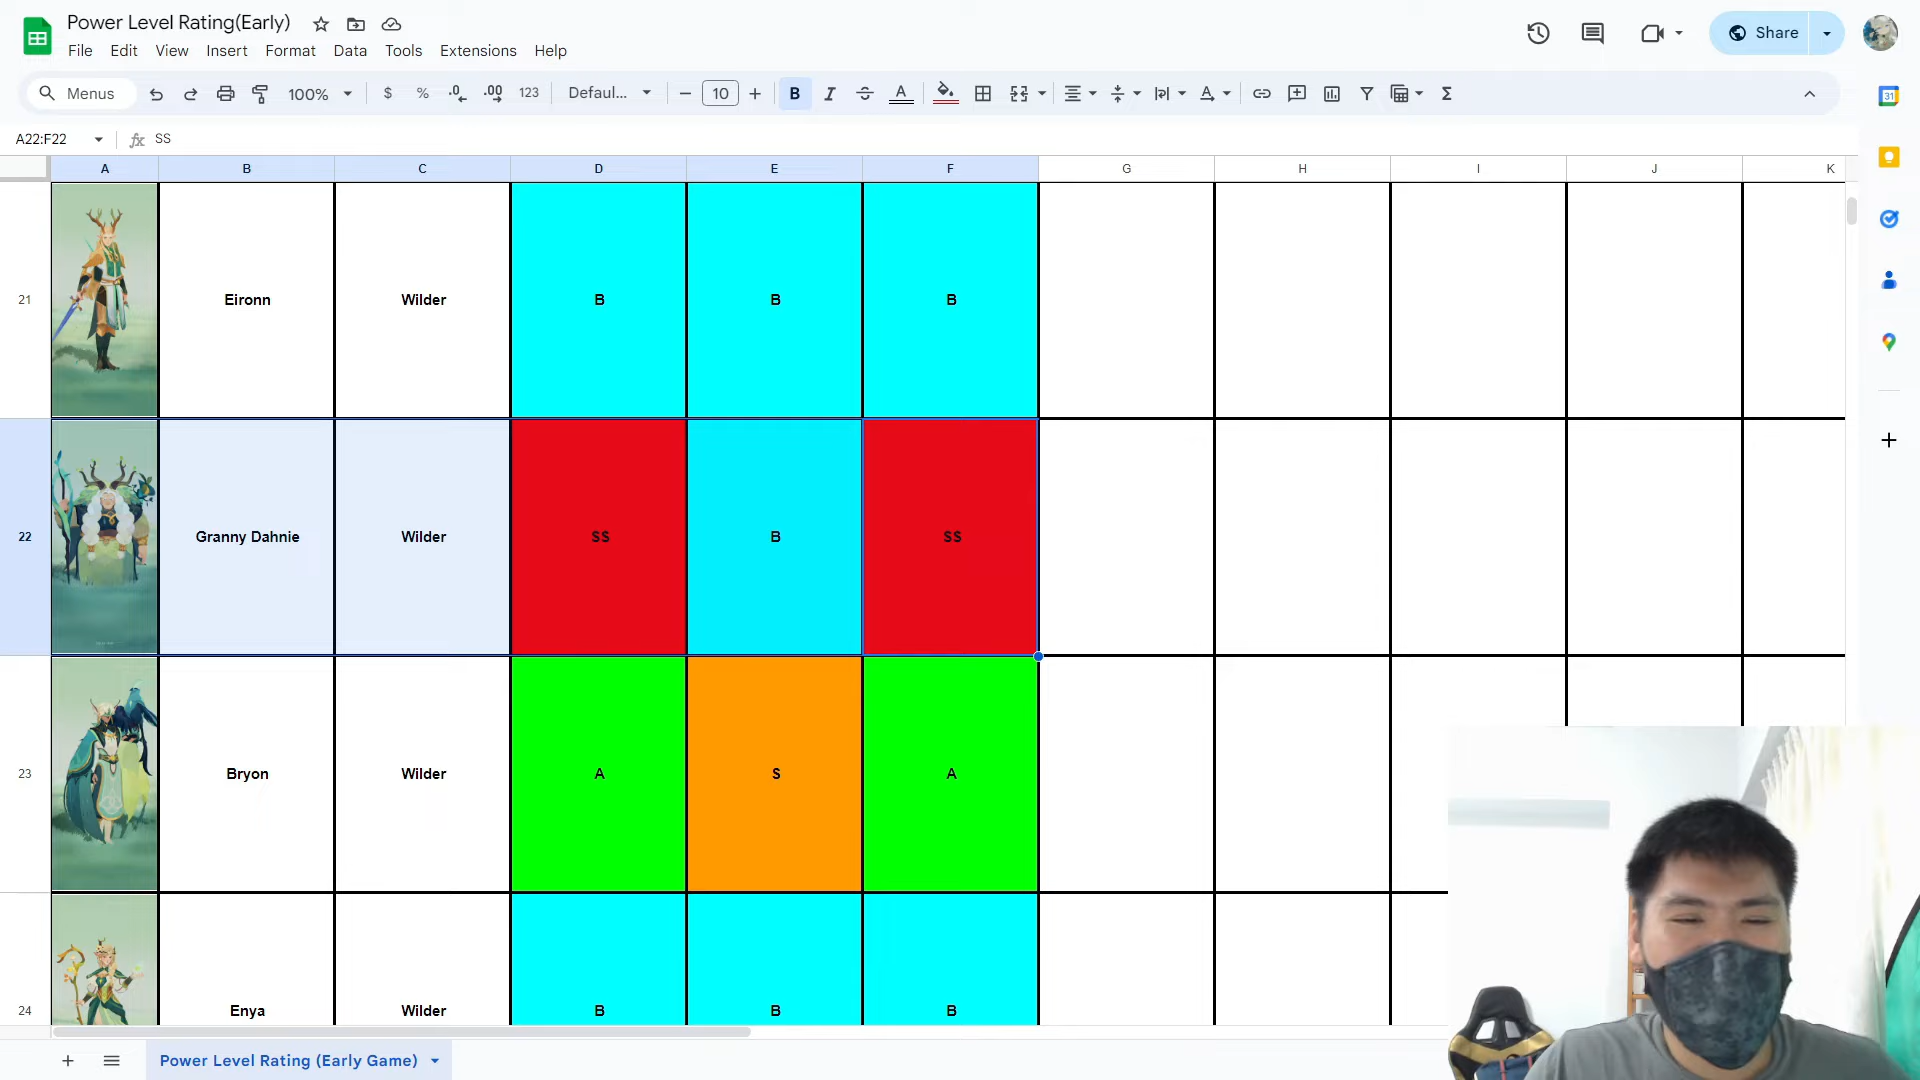 Power Level Rating(Early)
File Edit View Insert Format Data Tools Extensions Help
Share
Menus 100% $ % .0 .00 123 Defaul... 10 B I A Σ
A22:F22 fx SS
A B C D E F G H I J K
21 Eironn Wilder B B B
22 Granny Dahnie Wilder SS B SS
23 Bryon Wilder A S A
24 Enya Wilder B B B
Power Level Rating (Early Game)
31